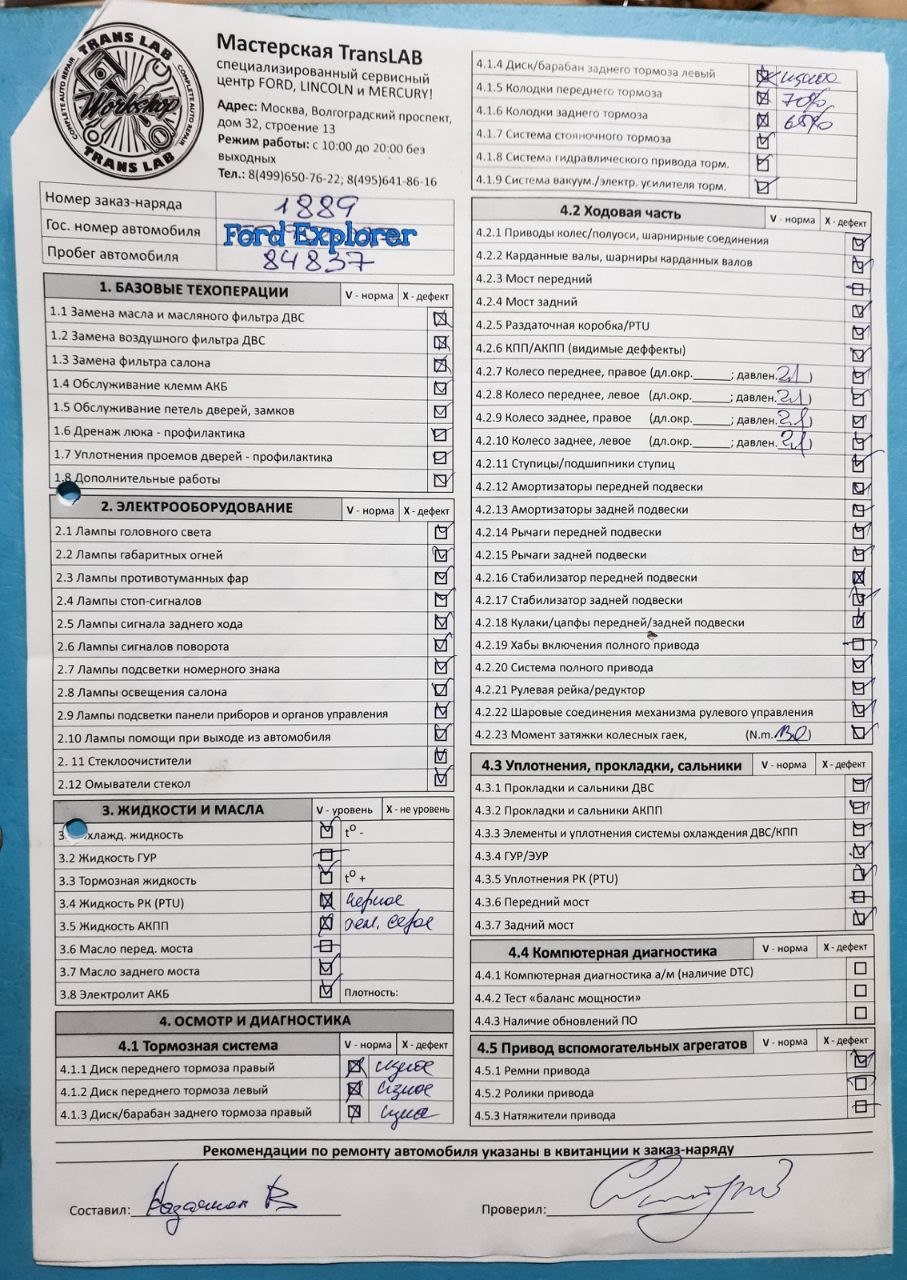 TRANS LAB
COMPLETE AUTO REPAIR
Workshop
COMPLETE AUTO REPAIR
TRANS LAB
Мастерская TransLAB
специализированный сервисный
центр FORD, LINCOLN и MERCURY!
Адрес: Москва, Волгоградский проспект,
дом 32, строение 13
Режим работы: с 10:00 до 20:00 без
выходных
Тел.: 8(499)650-76-22; 8(495)641-86-16
Номер заказ-наряда 1889
Гос. номер автомобиля Ford Explorer
Пробег автомобиля 84837
1. БАЗОВЫЕ ТЕХОПЕРАЦИИ V - норма X - дефект
1.1 Замена масла и масляного фильтра ДВС
1.2 Замена воздушного фильтра ДВС
1.3 Замена фильтра салона
1.4 Обслуживание клемм АКБ
1.5 Обслуживание петель дверей, замков
1.6 Дренаж люка - профилактика
1.7 Уплотнения проемов дверей - профилактика
1.8 Дополнительные работы
2. ЭЛЕКТРООБОРУДОВАНИЕ V - норма X - дефект
2.1 Лампы головного света
2.2 Лампы габаритных огней
2.3 Лампы противотуманных фар
2.4 Лампы стоп-сигналов
2.5 Лампы сигнала заднего хода
2.6 Лампы сигналов поворота
2.7 Лампы подсветки номерного знака
2.8 Лампы освещения салона
2.9 Лампы подсветки панели приборов и органов управления
2.10 Лампы помощи при выходе из автомобиля
2. 11 Стеклоочистители
2.12 Омыватели стекол
3. ЖИДКОСТИ И МАСЛА V - уровень X - не уровень
3. хлажд. жидкость t° -
3.2 Жидкость ГУР
3.3 Тормозная жидкость t° +
3.4 Жидкость РК (PTU) черное
3.5 Жидкость АКПП тем. серое
3.6 Масло перед. моста
3.7 Масло заднего моста
3.8 Электролит АКБ Плотность:
4. ОСМОТР И ДИАГНОСТИКА
4.1 Тормозная система V - норма X - дефект
4.1.1 Диск переднего тормоза правый износ
4.1.2 Диск переднего тормоза левый износ
4.1.3 Диск/барабан заднего тормоза правый износ
4.1.4 Диск/барабан заднего тормоза левый износ
4.1.5 Колодки переднего тормоза 70%
4.1.6 Колодки заднего тормоза 65%
4.1.7 Система стояночного тормоза
4.1.8 Система гидравлического привода торм.
4.1.9 Система вакуум./электр. усилителя торм.
4.2 Ходовая часть V - норма X - дефект
4.2.1 Приводы колес/полуоси, шарнирные соединения
4.2.2 Карданные валы, шарниры карданных валов
4.2.3 Мост передний
4.2.4 Мост задний
4.2.5 Раздаточная коробка/PTU
4.2.6 КПП/АКПП (видимые деффекты)
4.2.7 Колесо переднее, правое (дл.окр.______; давлен. 2.1 )
4.2.8 Колесо переднее, левое (дл.окр.______; давлен. 2.1 )
4.2.9 Колесо заднее, правое (дл.окр.______; давлен. 2.1 )
4.2.10 Колесо заднее, левое (дл.окр.______; давлен. 2.1 )
4.2.11 Ступицы/подшипники ступиц
4.2.12 Амортизаторы передней подвески
4.2.13 Амортизаторы задней подвески
4.2.14 Рычаги передней подвески
4.2.15 Рычаги задней подвески
4.2.16 Стабилизатор передней подвески
4.2.17 Стабилизатор задней подвески
4.2.18 Кулаки/цапфы передней/задней подвески
4.2.19 Хабы включения полного привода
4.2.20 Система полного привода
4.2.21 Рулевая рейка/редуктор
4.2.22 Шаровые соединения механизма рулевого управления
4.2.23 Момент затяжки колесных гаек, (N.m. )
4.3 Уплотнения, прокладки, сальники V - норма X - дефект
4.3.1 Прокладки и сальники ДВС
4.3.2 Прокладки и сальники АКПП
4.3.3 Элементы и уплотнения системы охлаждения ДВС/КПП
4.3.4 ГУР/ЭУР
4.3.5 Уплотнения РК (PTU)
4.3.6 Передний мост
4.3.7 Задний мост
4.4 Компьютерная диагностика V - норма X - дефект
4.4.1 Компьютерная диагностика а/м (наличие DTC)
4.4.2 Тест «баланс мощности»
4.4.3 Наличие обновлений ПО
4.5 Привод вспомогательных агрегатов V - норма X - дефект
4.5.1 Ремни привода
4.5.2 Ролики привода
4.5.3 Натяжители привода
Рекомендации по ремонту автомобиля указаны в квитанции к заказ-наряду
Составил:
Проверил: